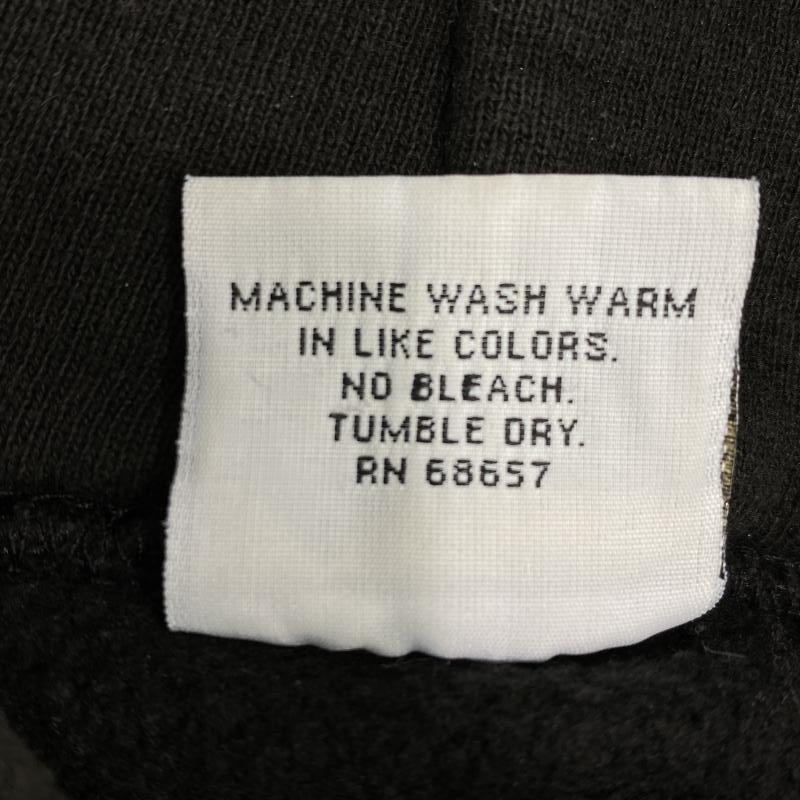 MACHINE WASH WARM
IN LIKE COLORS.
NO BLEACH.
TUMBLE DRY.
RN 68657